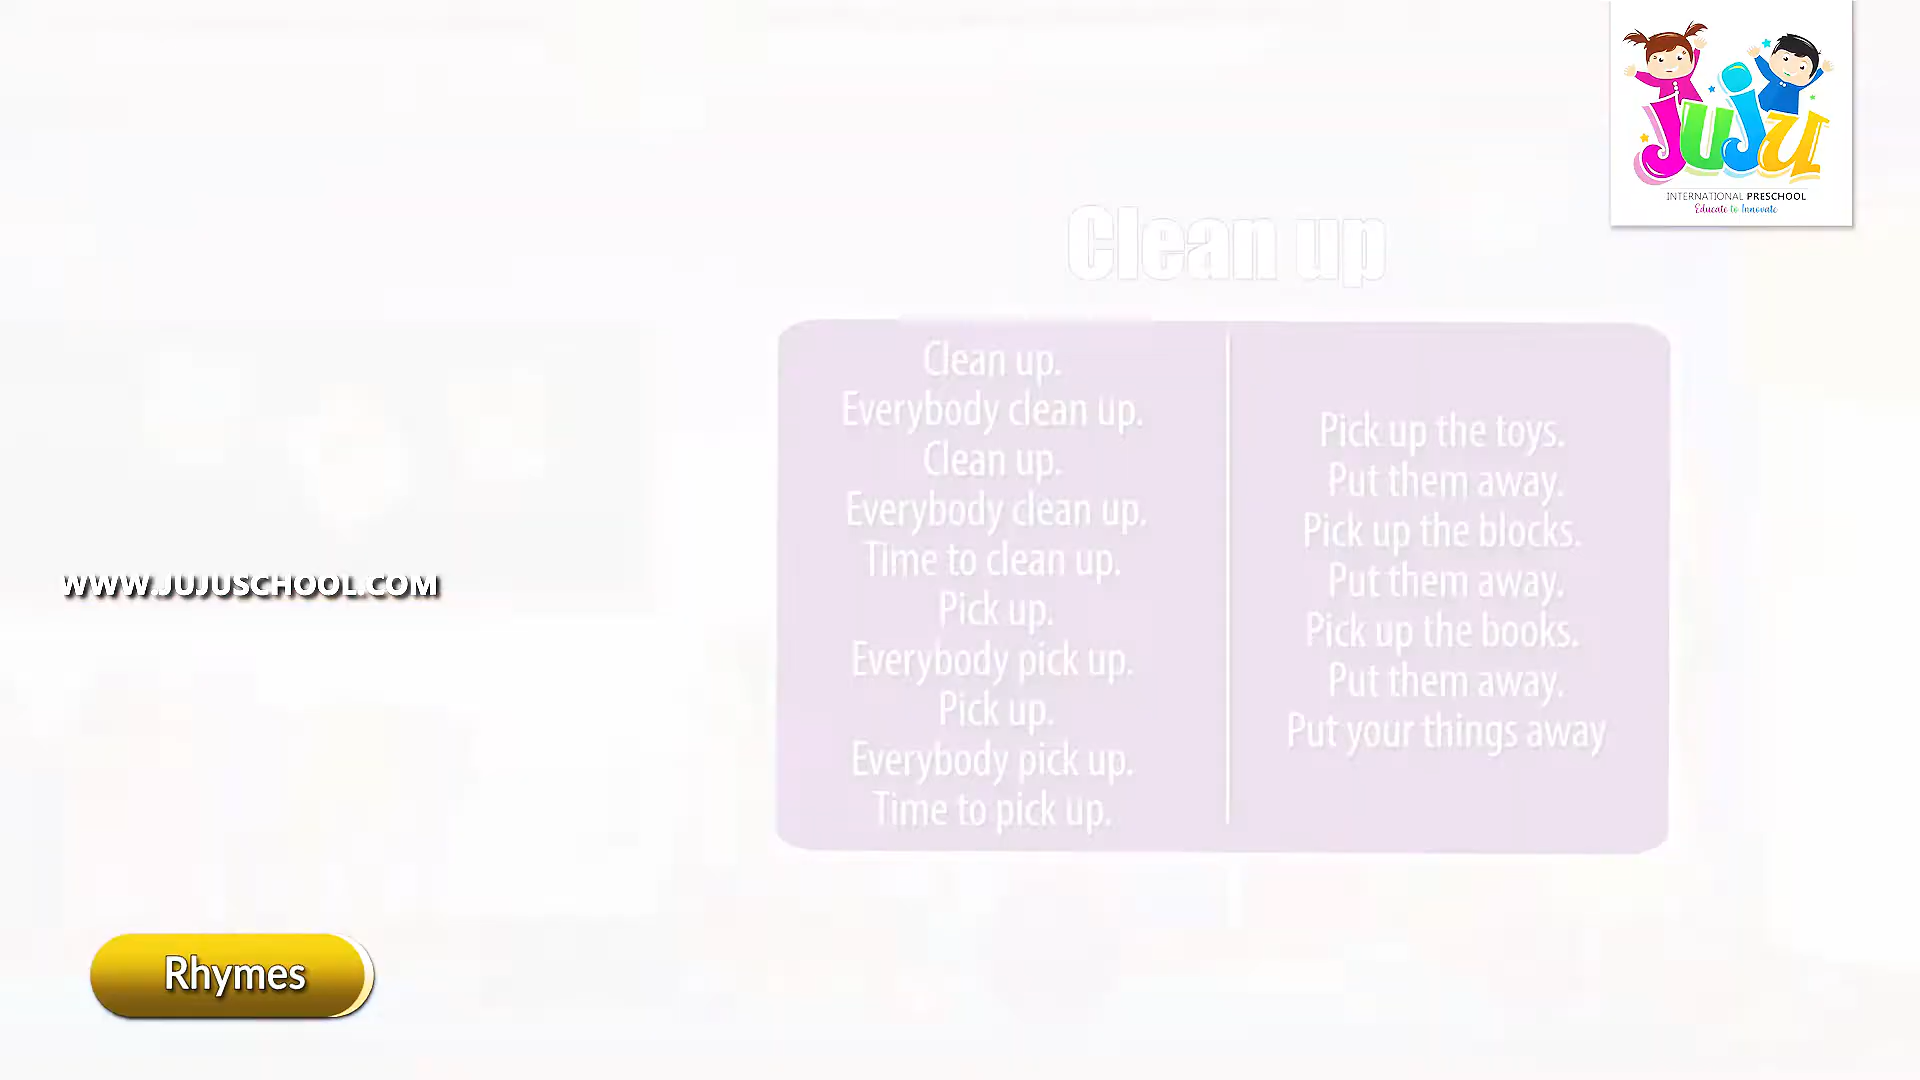 JUJU
INTERNATIONAL PRESCHOOL
Educate to Innovate
Clean up
Clean up.
Everybody clean up.
Clean up.
Everybody clean up.
Time to clean up.
Pick up.
Everybody pick up.
Pick up.
Everybody pick up.
Time to pick up.
Pick up the toys.
Put them away.
Pick up the blocks.
Put them away.
Pick up the books.
Put them away.
Put your things away
WWW.JUJUSCHOOL.COM
Rhymes